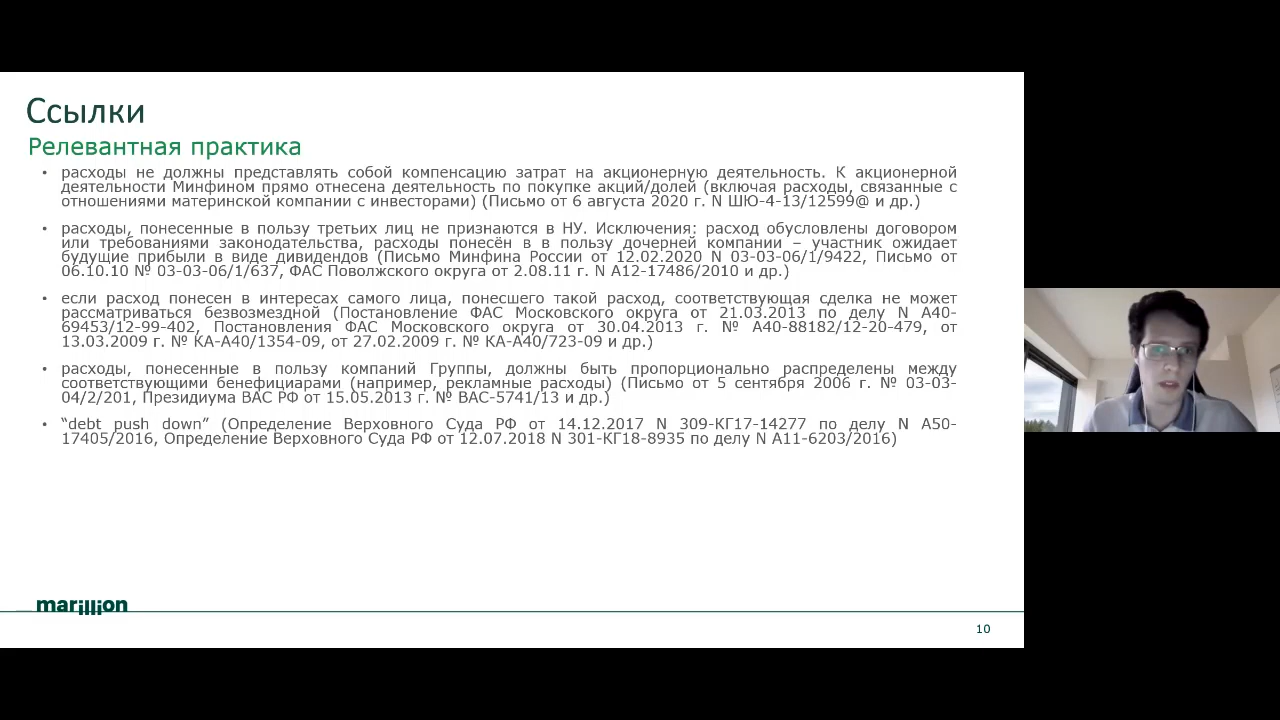 Ссылки
Релевантная практика
• расходы не должны представлять собой компенсацию затрат на акционерную деятельность. К акционерной
деятельности Минфином прямо отнесена деятельность по покупке акций/долей (включая расходы, связанные с
отношениями материнской компании с инвесторами) (Письмо от 6 августа 2020 г. N ШЮ-4-13/12599@ и др.)
• расходы, понесенные в пользу третьих лиц не признаются в НУ. Исключения: расход обусловлены договором
или требованиями законодательства, расходы понесён в в пользу дочерней компании – участник ожидает
будущие прибыли в виде дивидендов (Письмо Минфина России от 12.02.2020 N 03-03-06/1/9422, Письмо от
06.10.10 № 03-03-06/1/637, ФАС Поволжского округа от 2.08.11 г. N А12-17486/2010 и др.)
• если расход понесен в интересах самого лица, понесшего такой расход, соответствующая сделка не может
рассматриваться безвозмездной (Постановление ФАС Московского округа от 21.03.2013 по делу N А40-
69453/12-99-402, Постановления ФАС Московского округа от 30.04.2013 г. № А40-88182/12-20-479, от
13.03.2009 г. № КА-А40/1354-09, от 27.02.2009 г. № КА-А40/723-09 и др.)
• расходы, понесенные в пользу компаний Группы, должны быть пропорционально распределены между
соответствующими бенефициарами (например, рекламные расходы) (Письмо от 5 сентября 2006 г. № 03-03-
04/2/201, Президиума ВАС РФ от 15.05.2013 г. № ВАС-5741/13 и др.)
• “debt push down” (Определение Верховного Суда РФ от 14.12.2017 N 309-КГ17-14277 по делу N А50-
17405/2016, Определение Верховного Суда РФ от 12.07.2018 N 301-КГ18-8935 по делу N А11-6203/2016)
marillion
10